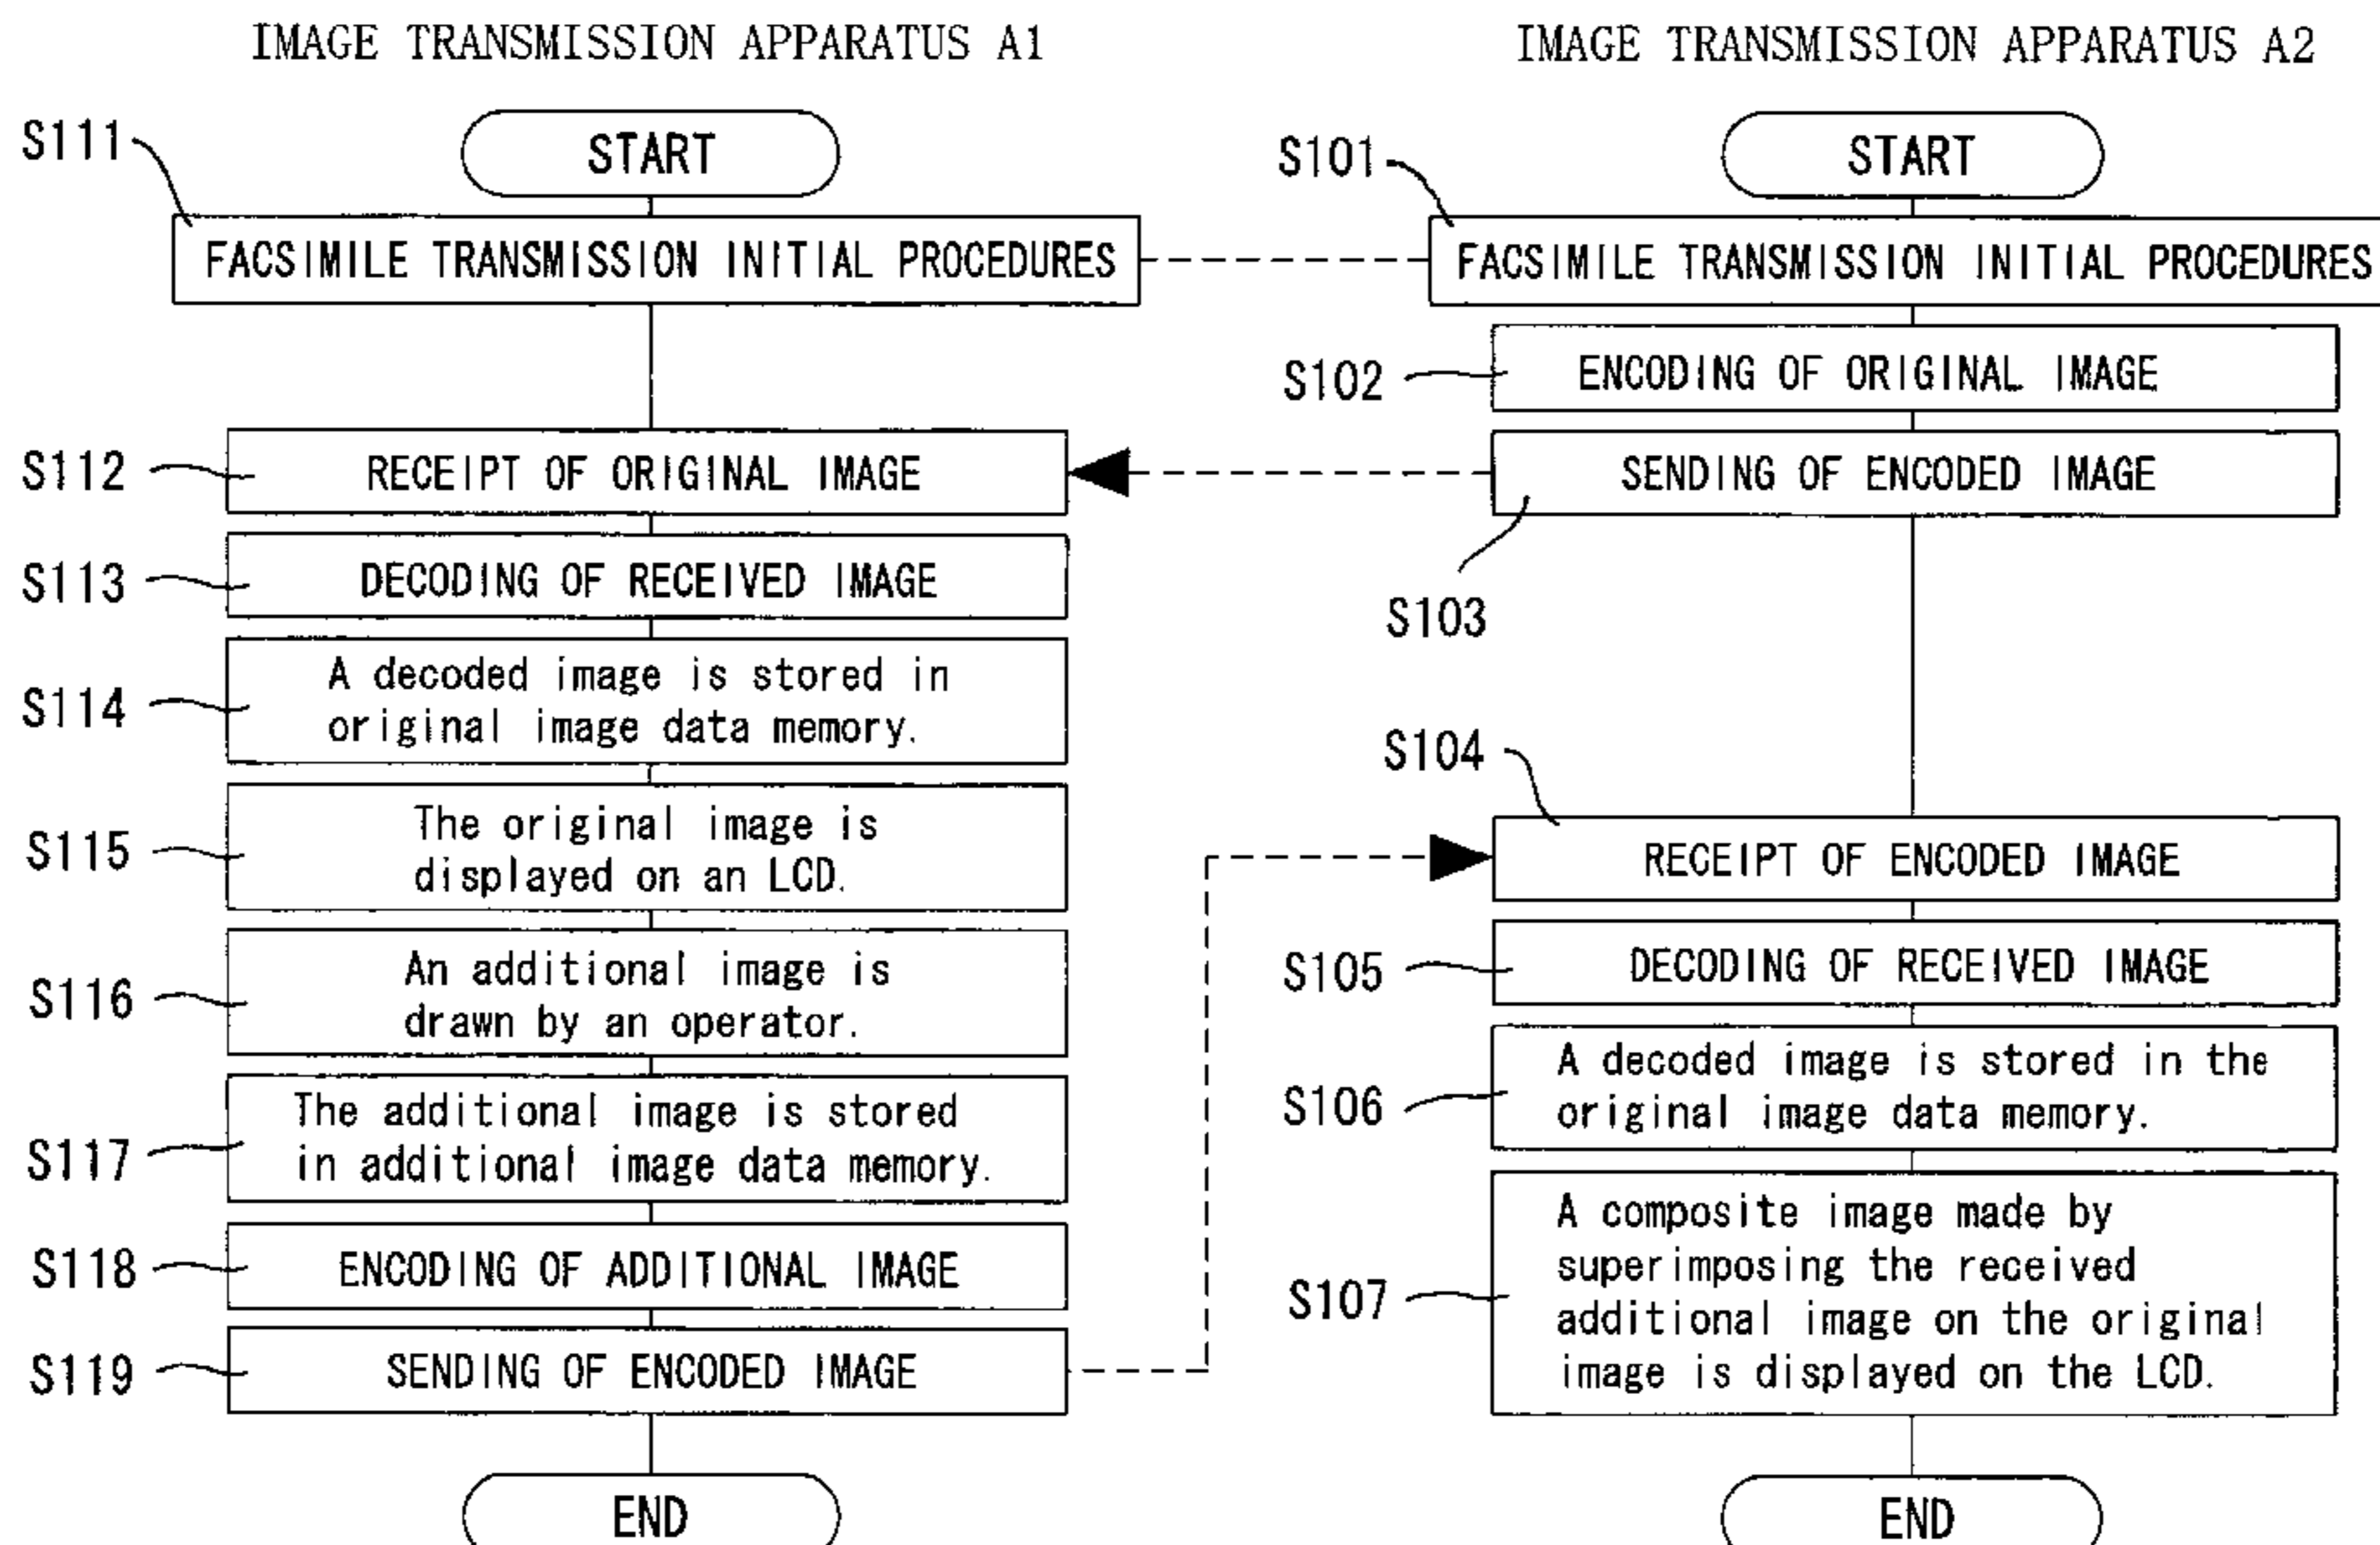 IMAGE TRANSMISSION APPARATUS A1
S111
START
FACSIMILE TRANSMISSION INITIAL PROCEDURES
S112
RECEIPT OF ORIGINAL IMAGE
S113
DECODING OF RECEIVED IMAGE
S114
A decoded image is stored in
original image data memory.
S115
The original image is
displayed on an LCD.
S116
An additional image is
drawn by an operator.
S117
The additional image is stored
in additional image data memory.
S118
ENCODING OF ADDITIONAL IMAGE
S119
SENDING OF ENCODED IMAGE
END
IMAGE TRANSMISSION APPARATUS A2
S101
START
FACSIMILE TRANSMISSION INITIAL PROCEDURES
S102
ENCODING OF ORIGINAL IMAGE
SENDING OF ENCODED IMAGE
S103
S104
RECEIPT OF ENCODED IMAGE
S105
DECODING OF RECEIVED IMAGE
S106
A decoded image is stored in the
original image data memory.
S107
A composite image made by
superimposing the received
additional image on the original
image is displayed on the LCD.
END